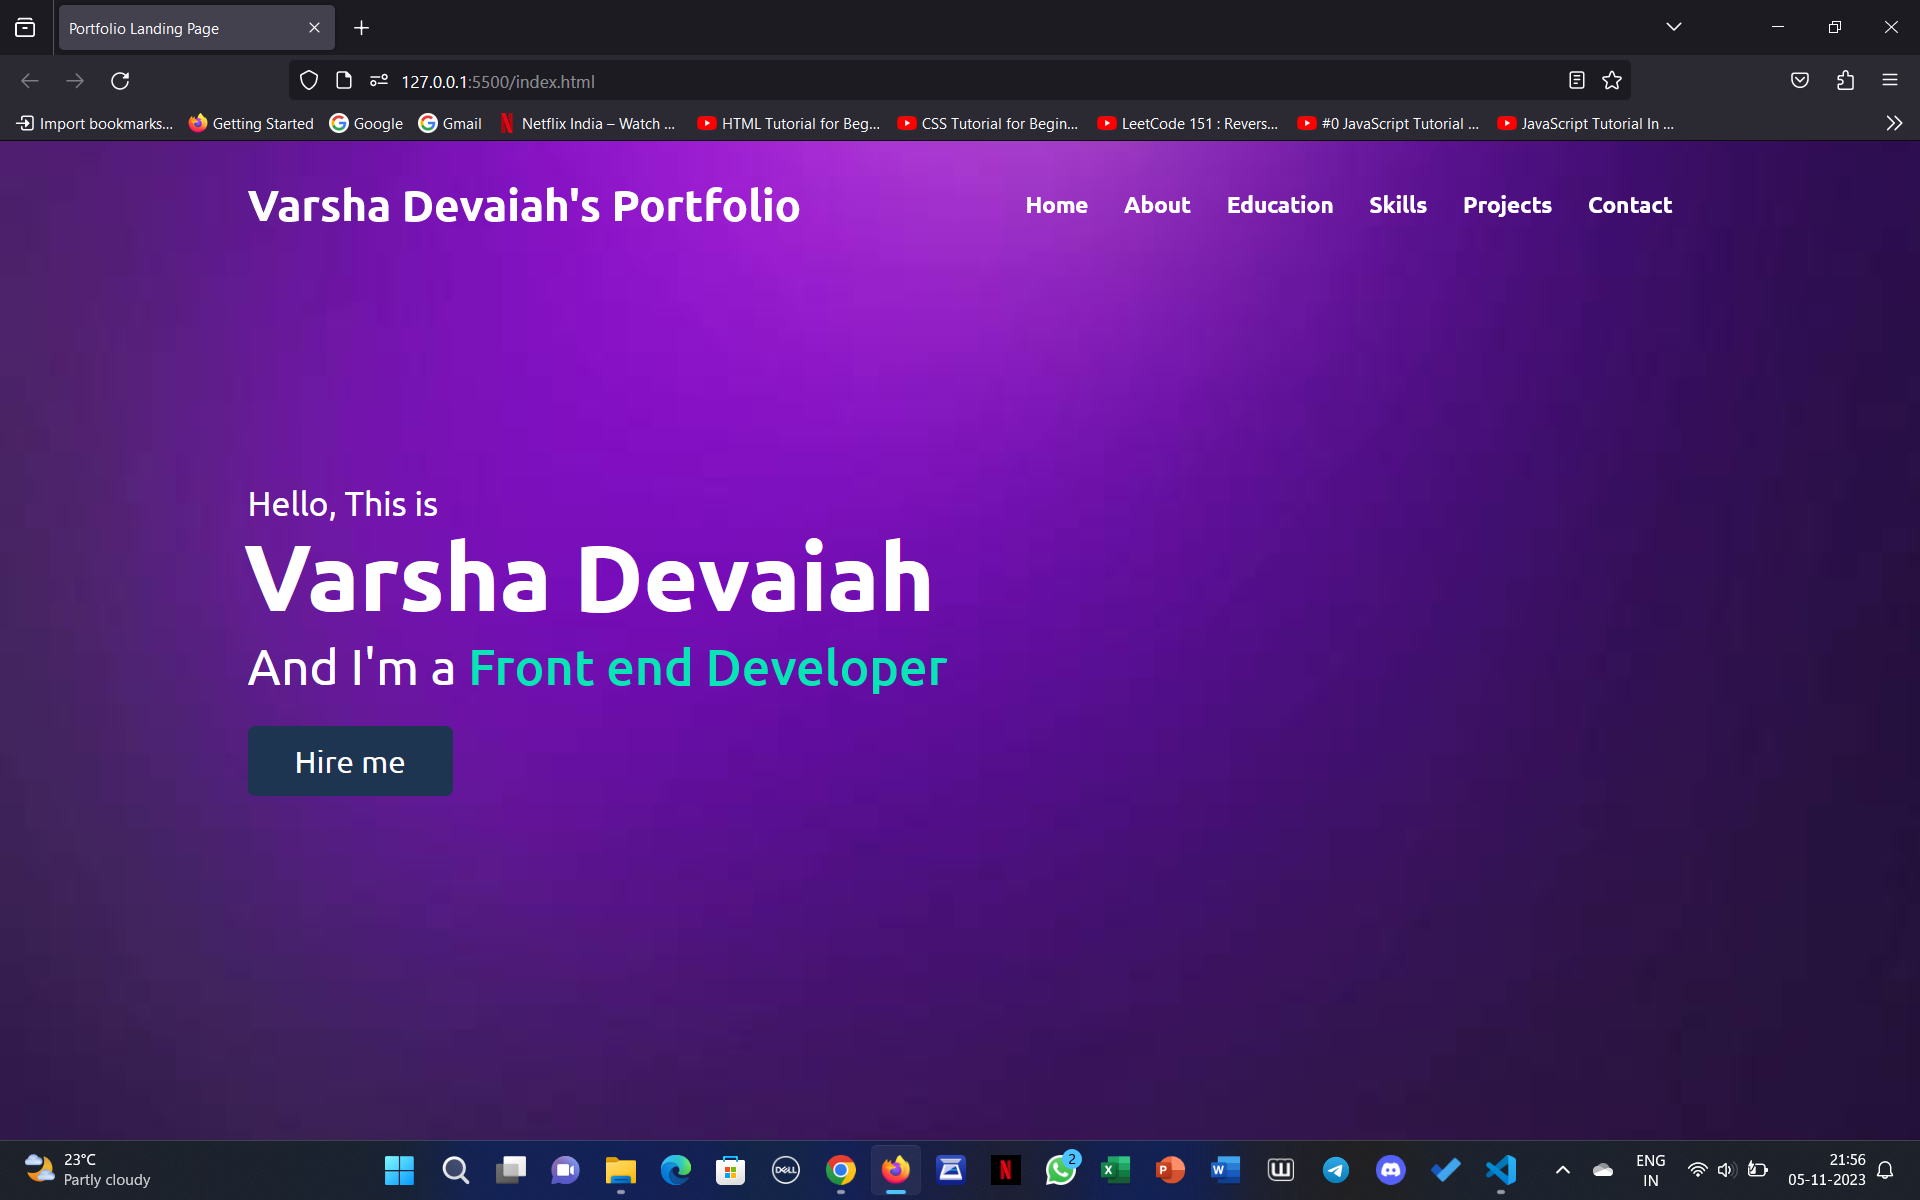 Portfolio Landing Page
127.0.0.1:5500/index.html
Import bookmarks... Getting Started Google Gmail Netflix India – Watch ... HTML Tutorial for Beg... CSS Tutorial for Begin... LeetCode 151 : Revers... #0 JavaScript Tutorial ... JavaScript Tutorial In ...
Varsha Devaiah's Portfolio Home About Education Skills Projects Contact
Hello, This is
Varsha Devaiah
And I'm a Front end Developer
Hire me
23°C
Partly cloudy
DELL
2
ENG
IN
21:56
05-11-2023